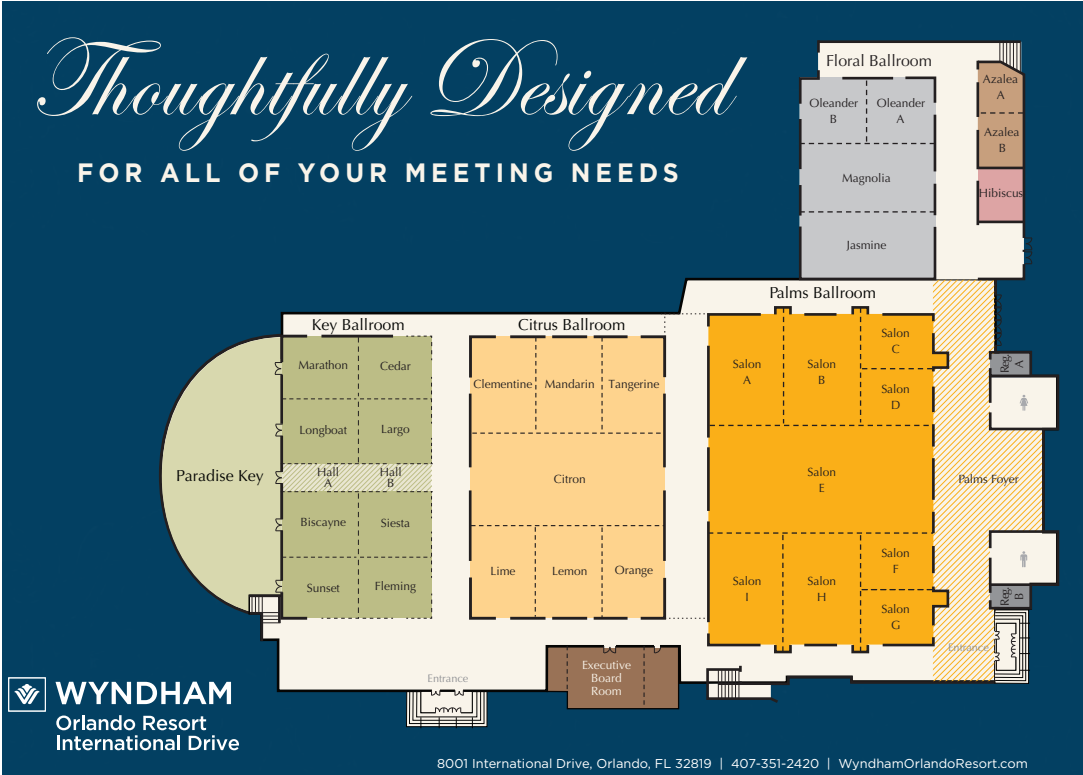 Thoughtfully Designed
FOR ALL OF YOUR MEETING NEEDS
Floral Ballroom
Oleander
B
Oleander
A
Magnolia
Jasmine
Azalea
A
Azalea
B
Hibiscus
Key Ballroom
Marathon
Cedar
Longboat
Largo
Hall
A
Hall
B
Biscayne
Siesta
Sunset
Fleming
Paradise Key
Citrus Ballroom
Clementine
Mandarin
Tangerine
Citron
Lime
Lemon
Orange
Palms Ballroom
Salon
A
Salon
B
Salon
C
Salon
D
Salon
E
Salon
F
Salon
G
Salon
H
Salon
I
Reg.
A
Palms Foyer
Reg.
B
Entrance
Entrance
Executive
Board
Room
WYNDHAM
Orlando Resort
International Drive
8001 International Drive, Orlando, FL 32819 | 407-351-2420 | WyndhamOrlandoResort.com